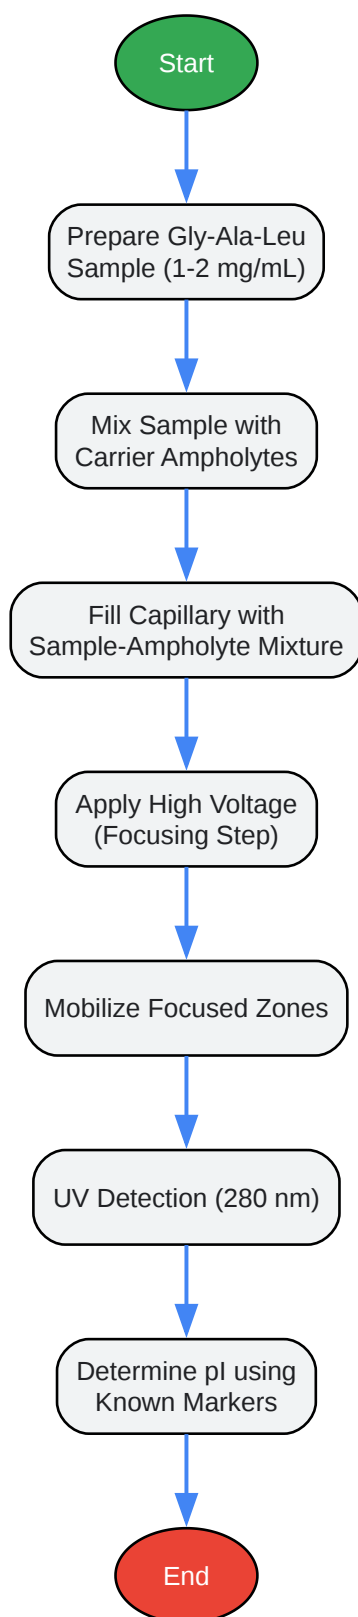 Start
Prepare Gly-Ala-Leu
Sample (1-2 mg/mL)
Mix Sample with
Carrier Ampholytes
Fill Capillary with
Sample-Ampholyte Mixture
Apply High Voltage
(Focusing Step)
Mobilize Focused Zones
UV Detection (280 nm)
Determine pI using
Known Markers
End